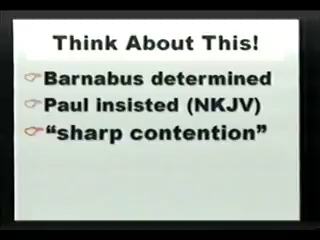 Think About This!
Barnabus determined
Paul insisted (NKJV)
“sharp contention”